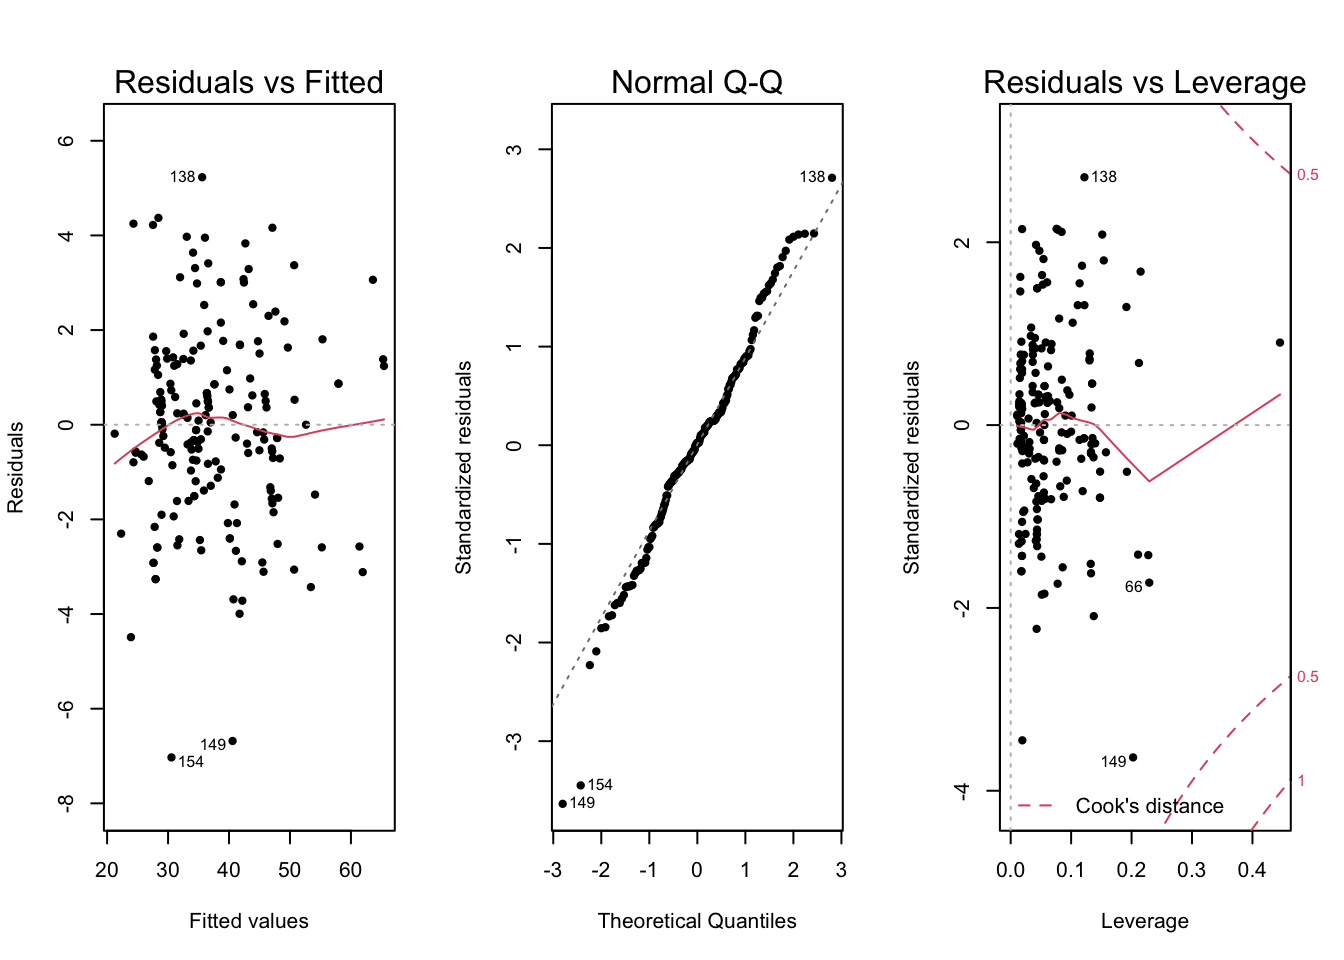 Residuals vs Fitted
6
4
2
0
-2
-4
-6
-8
Residuals
138
149
154
20 30 40 50 60
Fitted values
Normal Q-Q
3
2
1
0
-1
-2
-3
Standardized residuals
138
154
149
-3 -2 -1 0 1 2 3
Theoretical Quantiles
Residuals vs Leverage
2
0
-2
-4
Standardized residuals
138
66
149
0.5
0.5
1
Cook's distance
0.0 0.1 0.2 0.3 0.4
Leverage